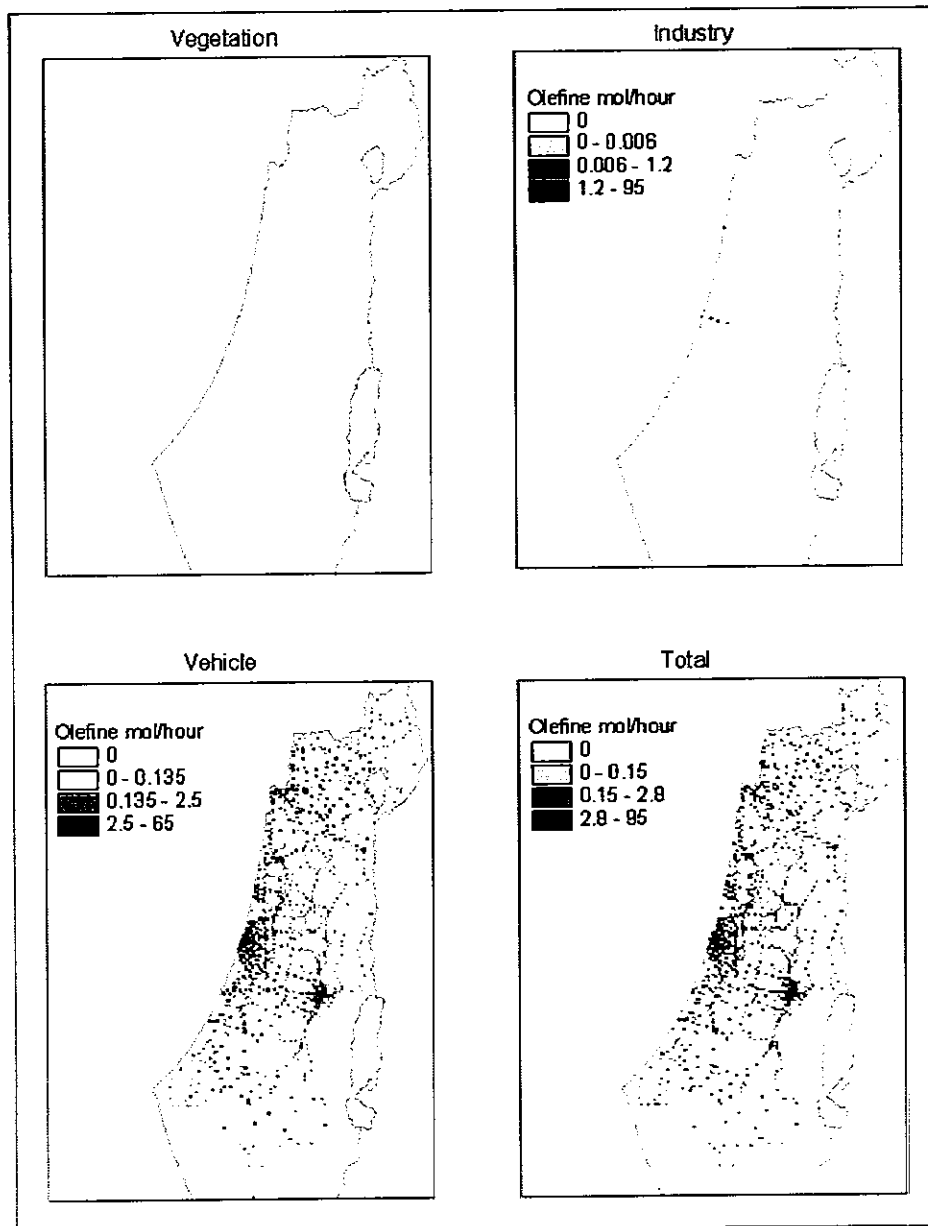 Vegetation
Industry
Olefine mol/hour
0
0 - 0.006
0.006 - 1.2
1.2 - 95
Vehicle
Olefine mol/hour
0
0 - 0.135
0.135 - 2.5
2.5 - 65
Total
Olefine mol/hour
0
0 - 0.15
0.15 - 2.8
2.8 - 95